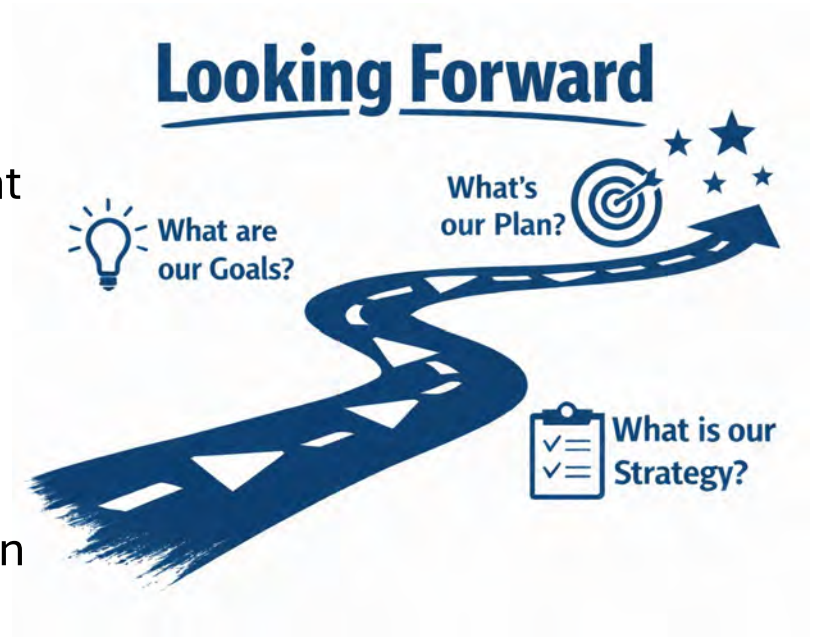 Looking Forward
What's
our Plan?
What are
our Goals?
What is our
Strategy?